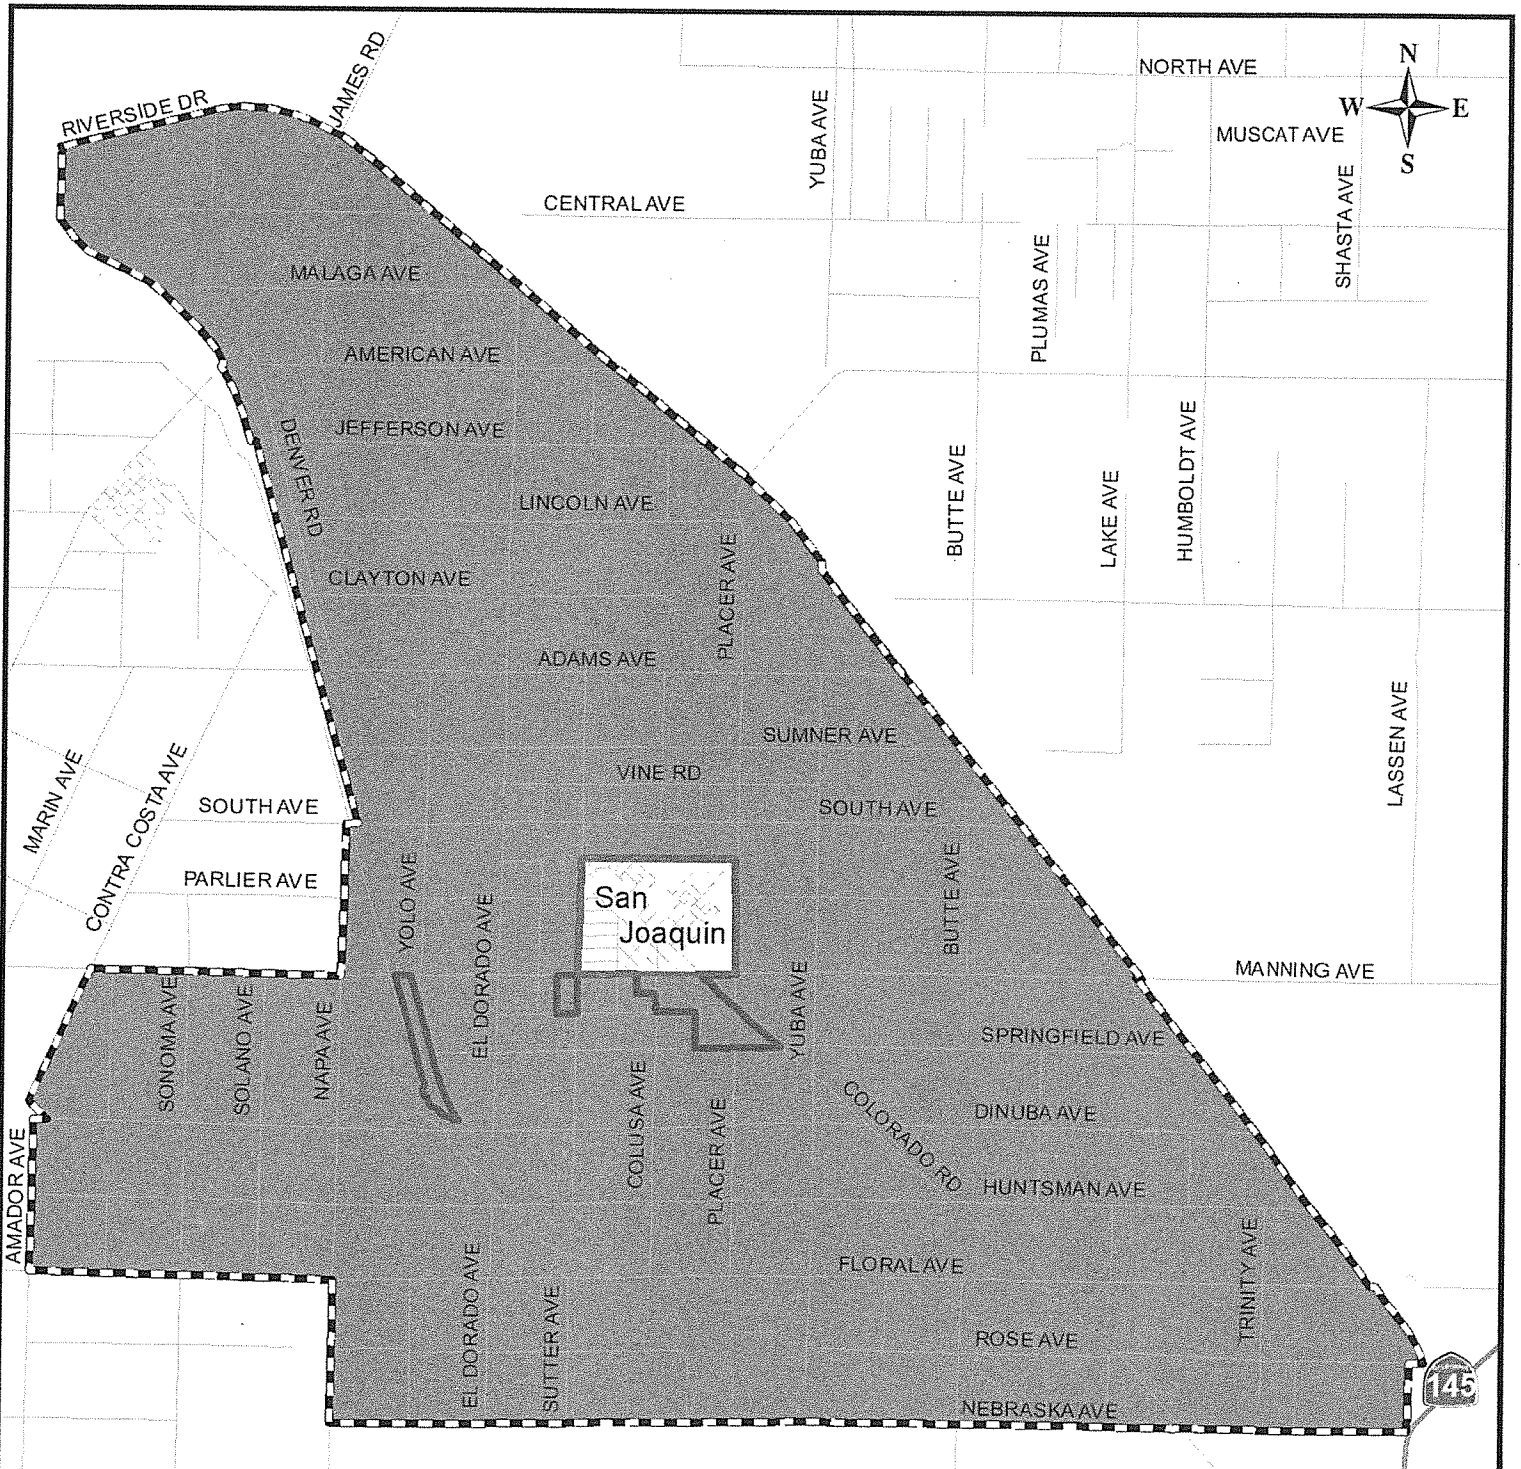 N
W E
S
NORTH AVE
MUSCAT AVE
JAMES RD
RIVERSIDE DR
YUBA AVE
SHASTA AVE
CENTRAL AVE
PLUMAS AVE
MALAGA AVE
AMERICAN AVE
JEFFERSON AVE
DENVER RD
LINCOLN AVE
BUTTE AVE
LAKE AVE
HUMBOLDT AVE
PLACER AVE
CLAYTON AVE
ADAMS AVE
LASSEN AVE
SUMNER AVE
VINE RD
MARIN AVE
CONTRA COSTA AVE
SOUTH AVE
SOUTH AVE
PARLIER AVE
YOLO AVE
EL DORADO AVE
San
Joaquin
BUTTE AVE
MANNING AVE
SONOMA AVE
SOLANO AVE
NAPA AVE
YUBA AVE
SPRINGFIELD AVE
COLUSA AVE
PLACER AVE
COLORADO RD
DINUBA AVE
HUNTSMAN AVE
AMADOR AVE
FLORAL AVE
TRINITY AVE
EL DORADO AVE
SUTTER AVE
ROSE AVE
145
NEBRASKA AVE